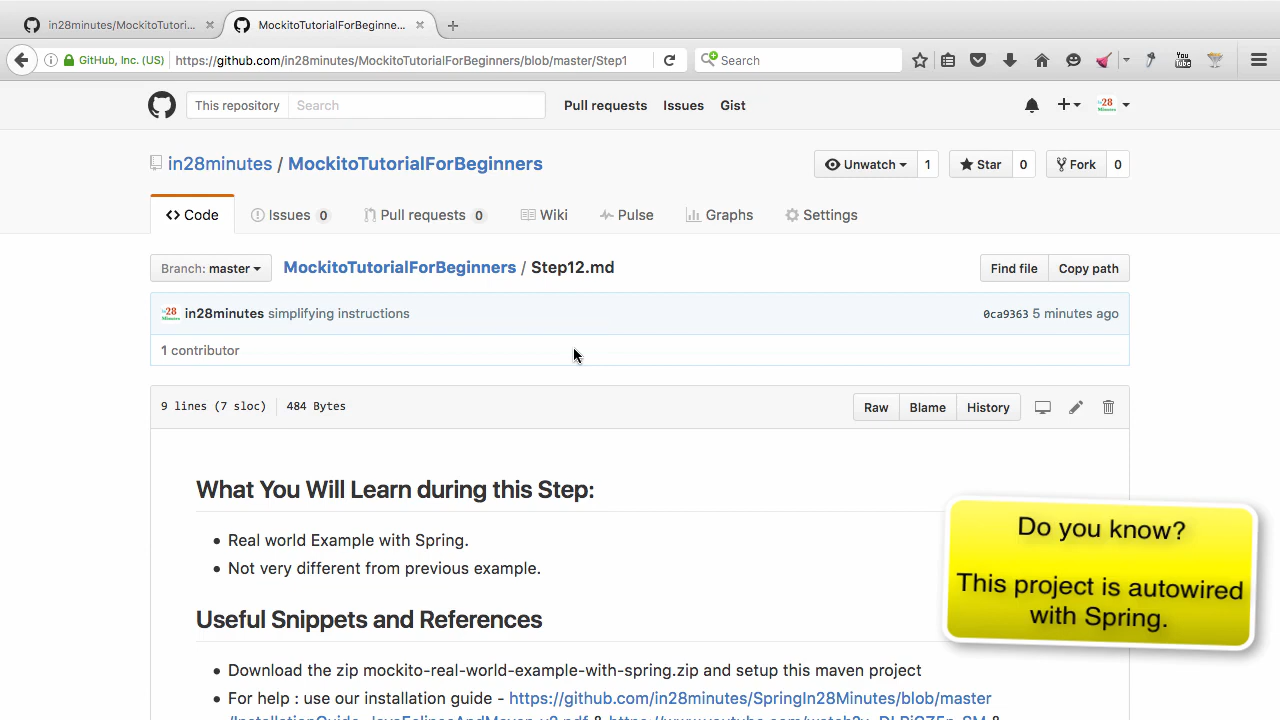 in28minutes/MockitoTutori...
MockitoTutorialForBeginne...
GitHub, Inc. (US)
https://github.com/in28minutes/MockitoTutorialForBeginners/blob/master/Step1
Search
You Tube
This repository
Search
Pull requests
Issues
Gist
in28minutes / MockitoTutorialForBeginners
Unwatch
1
Star
0
Fork
0
Code
Issues 0
Pull requests 0
Wiki
Pulse
Graphs
Settings
Branch: master
MockitoTutorialForBeginners / Step12.md
Find file
Copy path
in28minutes simplifying instructions
0ca9363 5 minutes ago
1 contributor
9 lines (7 sloc)
484 Bytes
Raw
Blame
History
What You Will Learn during this Step:
• Real world Example with Spring.
• Not very different from previous example.
Do you know?
This project is autowired
with Spring.
Useful Snippets and References
• Download the zip mockito-real-world-example-with-spring.zip and setup this maven project
• For help : use our installation guide - https://github.com/in28minutes/SpringIn28Minutes/blob/master